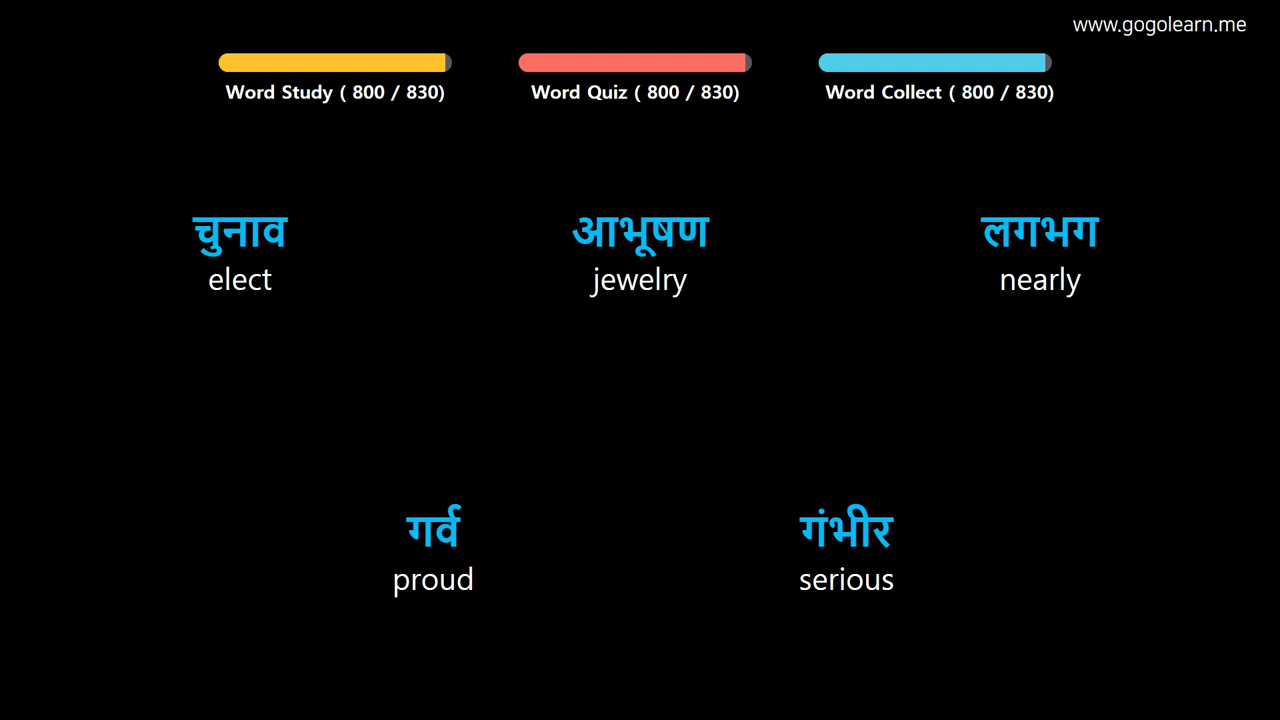 www.gogolearn.me
Word Study ( 800 / 830)
Word Quiz ( 800 / 830)
Word Collect ( 800 / 830)
चुनाव
elect
आभूषण
jewelry
लगभग
nearly
गर्व
proud
गंभीर
serious